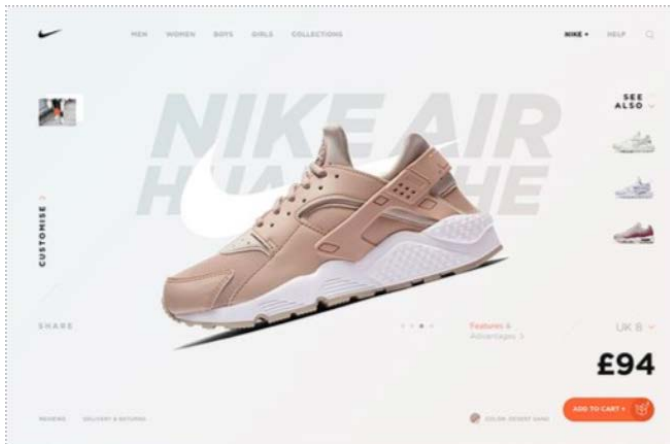 MEN WOMEN BOYS GIRLS COLLECTIONS
NIKE + HELP
SEE
ALSO
NIKE AIR
CUSTOMISE
SHARE
Features &
Advantages
UK 8
£94
REVIEWS DELIVERY & RETURNS
COLOR: DESERT SAND
ADD TO CART +